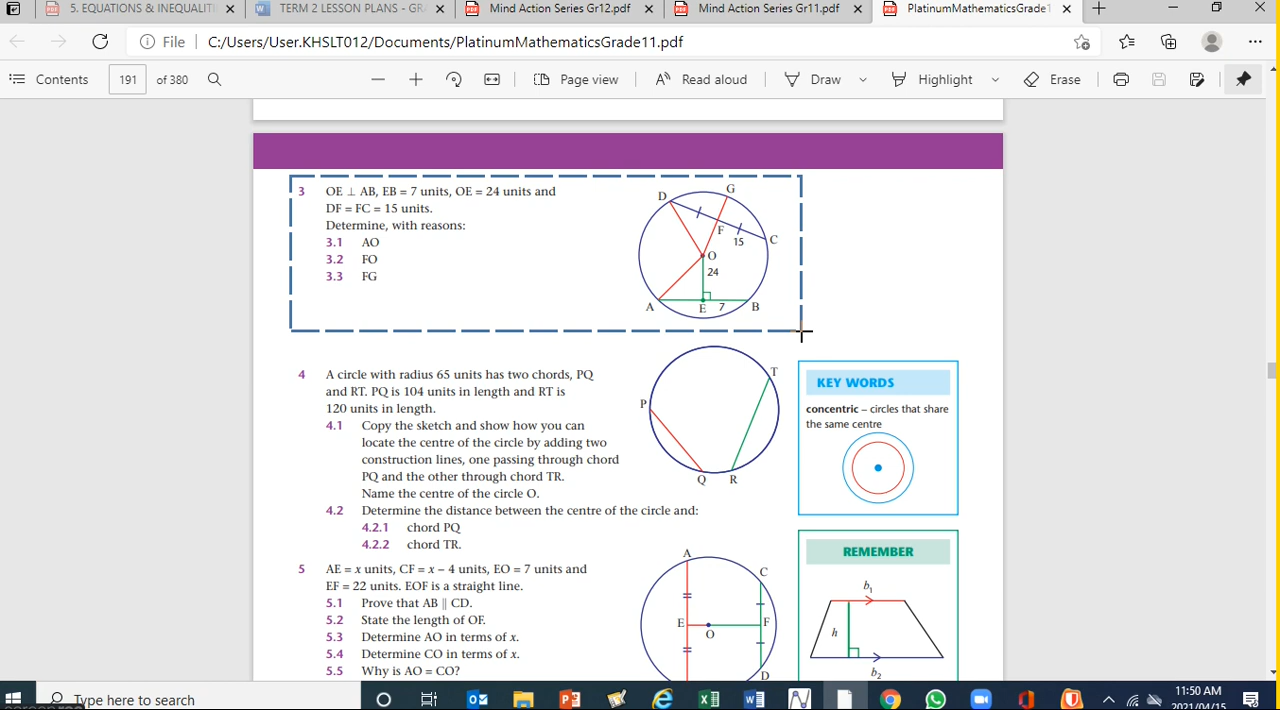 5. EQUATIONS & INEQUALITI
TERM 2 LESSON PLANS - GR
Mind Action Series Gr12.pdf
Mind Action Series Gr11.pdf
PlatinumMathematicsGrade1
File
C:/Users/User.KHSLT012/Documents/PlatinumMathematicsGrade11.pdf
Contents
191
of 380
Page view
Read aloud
Draw
Highlight
Erase
3 OE ⊥ AB, EB = 7 units, OE = 24 units and
DF = FC = 15 units.
Determine, with reasons:
3.1 AO
3.2 FO
3.3 FG
D
G
F
C
15
O
24
A
E
7
B
4 A circle with radius 65 units has two chords, PQ
and RT. PQ is 104 units in length and RT is
120 units in length.
4.1 Copy the sketch and show how you can
locate the centre of the circle by adding two
construction lines, one passing through chord
PQ and the other through chord TR.
Name the centre of the circle O.
4.2 Determine the distance between the centre of the circle and:
4.2.1 chord PQ
4.2.2 chord TR.
T
P
Q
R
KEY WORDS
concentric – circles that share
the same centre
5 AE = x units, CF = x – 4 units, EO = 7 units and
EF = 22 units. EOF is a straight line.
5.1 Prove that AB || CD.
5.2 State the length of OF.
5.3 Determine AO in terms of x.
5.4 Determine CO in terms of x.
5.5 Why is AO = CO?
A
C
E
F
O
D
REMEMBER
b₁
h
b₂
Type here to search
11:50 AM
2021/04/15